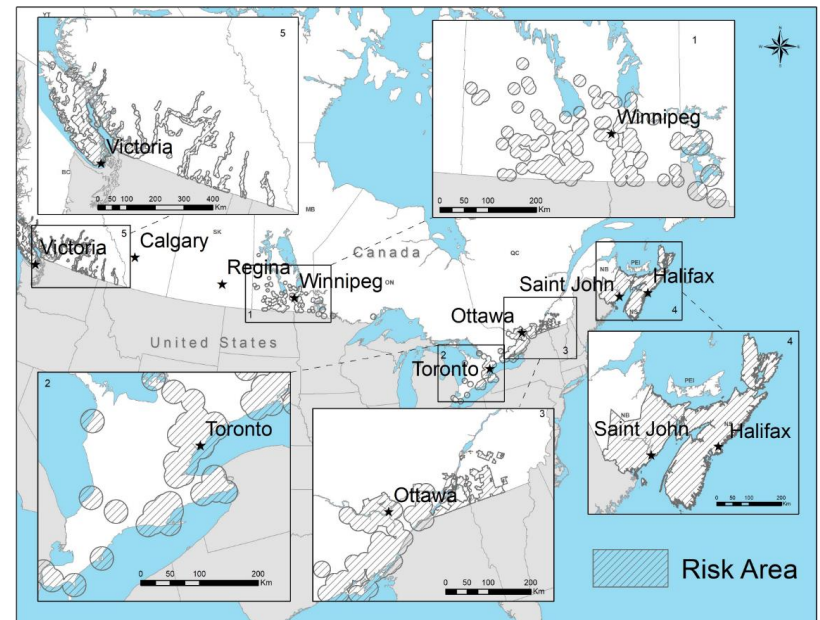 YT
5
BC
Victoria
0 50 100 200 300 400
Km
1
Winnipeg
0 50 100 200
Km
MB
SK
5
Victoria
Calgary
Regina
Winnipeg
ON
1
Canada
QC
United States
Ottawa
3
2
Toronto
NB
PEI
Saint John
Halifax
NS
4
2
Toronto
0 50 100 200
Km
3
Ottawa
0 50 100 200
Km
4
PEI
NB
Saint John
Halifax
0 50 100 200
Km
Risk Area